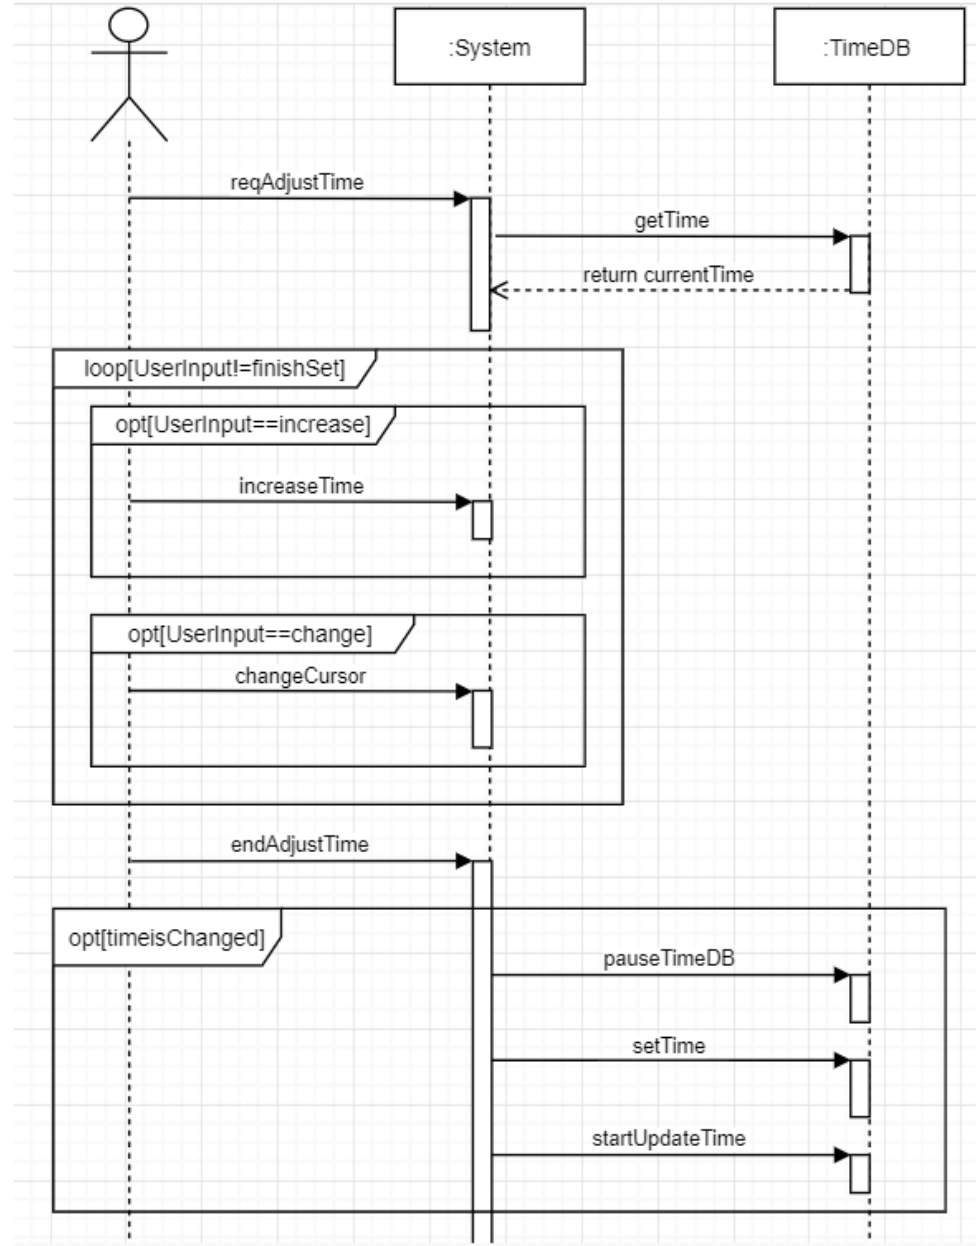 :System
:TimeDB
reqAdjustTime
getTime
return currentTime
loop[UserInput!=finishSet]
opt[UserInput==increase]
increaseTime
opt[UserInput==change]
changeCursor
endAdjustTime
opt[timeisChanged]
pauseTimeDB
setTime
startUpdateTime